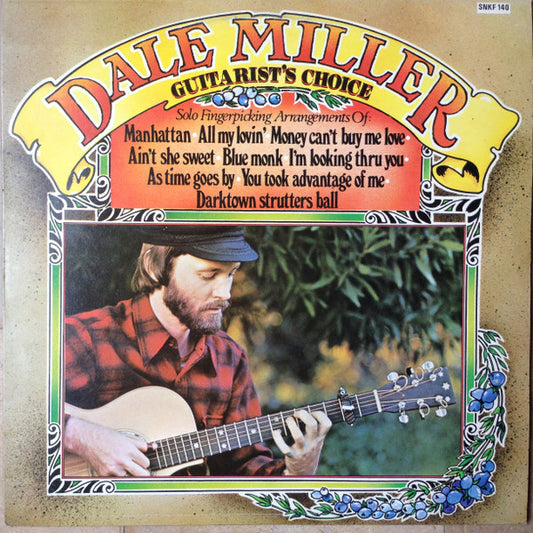 SNKF 140
DALE MILLER
GUITARIST'S CHOICE
Solo Fingerpicking Arrangements Of:
Manhattan · All my lovin' · Money can't buy me love ·
Ain't she sweet · Blue monk · I'm looking thru you ·
As time goes by · You took advantage of me ·
Darktown strutters ball